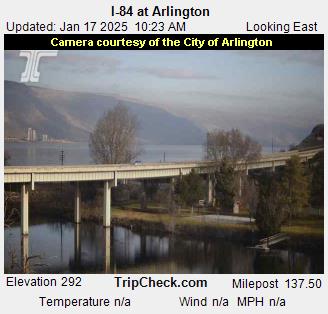 I-84 at Arlington
Updated: Jan 17 2025 10:23 AM Looking East
Camera courtesy of the City of Arlington
Elevation 292 TripCheck.com Milepost 137.50
Temperature n/a Wind n/a MPH n/a